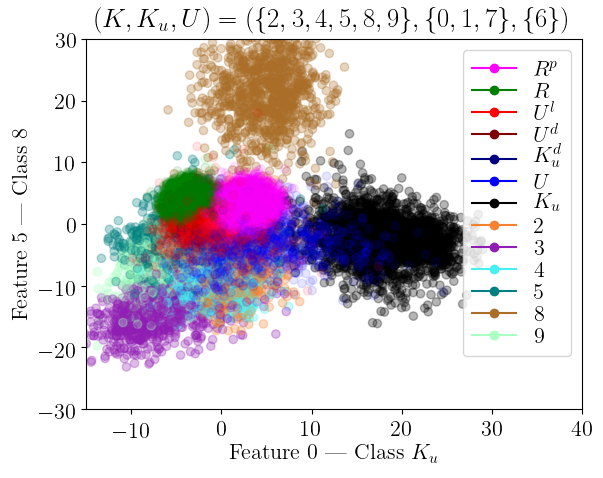 (K, K_u, U) = ({2, 3, 4, 5, 8, 9}, {0, 1, 7}, {6})
30
20
10
0
−10
−20
−30
Feature 5 — Class 8
R^p
R
U^l
U^d
K_u^d
U
K_u
2
3
4
5
8
9
−10
0
10
20
30
40
Feature 0 — Class K_u